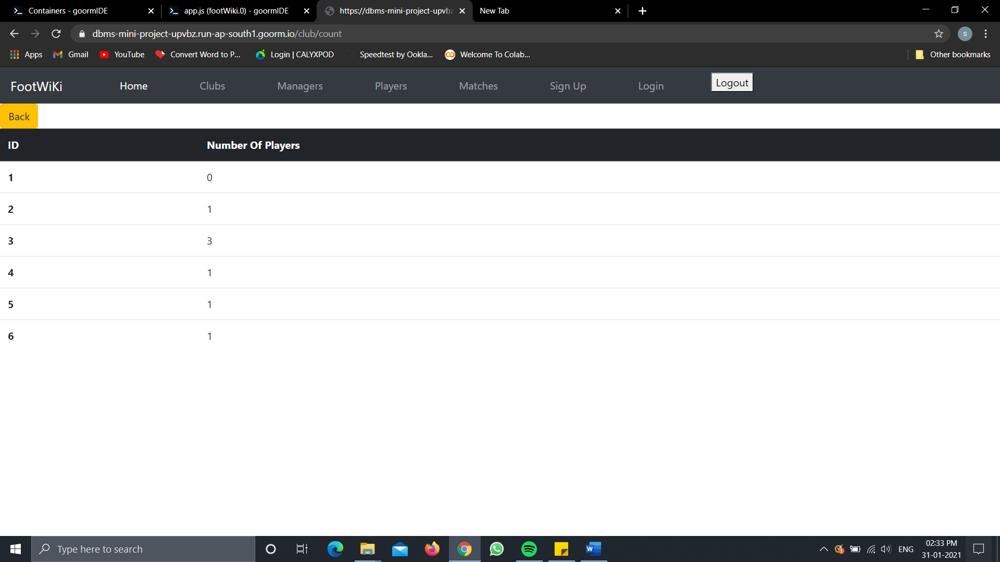 Containers - goormIDE
app.js (footWiki.0) - goormIDE
https://dbms-mini-project-upvbz
New Tab
dbms-mini-project-upvbz.run-ap-south1.goorm.io/club/count
S
Apps
Gmail
YouTube
Convert Word to P...
Login | CALYXPOD
Speedtest by Ookla...
Welcome To Colab...
Other bookmarks
FootWiKi
Home
Clubs
Managers
Players
Matches
Sign Up
Login
Logout
Back
ID Number Of Players
1 0
2 1
3 3
4 1
5 1
6 1
Type here to search
W
ENG
02:33 PM
31-01-2021